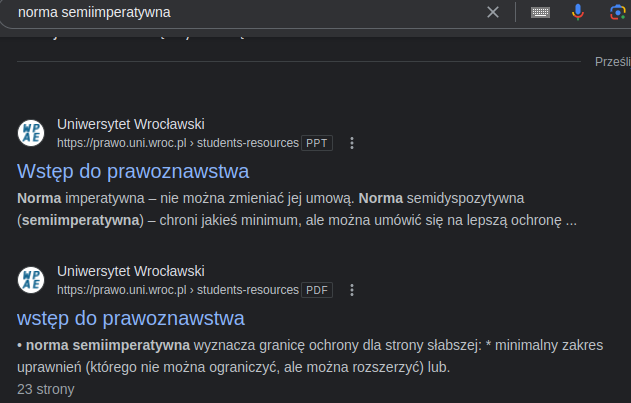 norma semiimperatywna
Prześli
Uniwersytet Wrocławski
https://prawo.uni.wroc.pl › students-resources PPT
Wstęp do prawoznawstwa
Norma imperatywna – nie można zmieniać jej umową. Norma semidyspozytywna
(semiimperatywna) – chroni jakieś minimum, ale można umówić się na lepszą ochronę ...
Uniwersytet Wrocławski
https://prawo.uni.wroc.pl › students-resources PDF
wstęp do prawoznawstwa
• norma semiimperatywna wyznacza granicę ochrony dla strony słabszej: * minimalny zakres
uprawnień (którego nie można ograniczyć, ale można rozszerzyć) lub.
23 strony